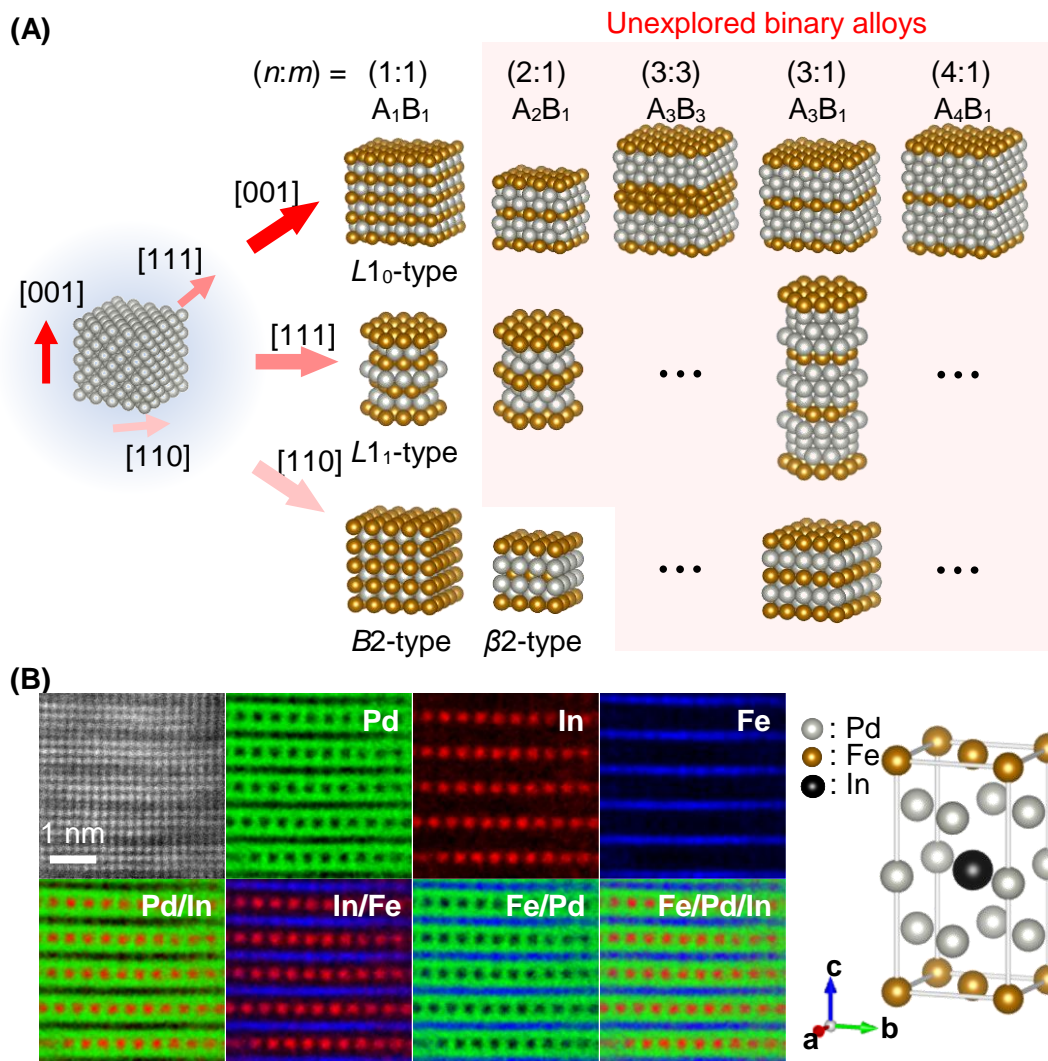 (A)
Unexplored binary alloys
(n:m) = (1:1) (2:1) (3:3) (3:1) (4:1)
A₁B₁ A₂B₁ A₃B₃ A₃B₁ A₄B₁
[001]
[111]
[001]
L1₀-type
[111]
[110]
[110]
L1₁-type
B2-type β2-type
(B)
Pd In Fe
1 nm
Pd/In In/Fe Fe/Pd Fe/Pd/In
: Pd
: Fe
: In
c
a b